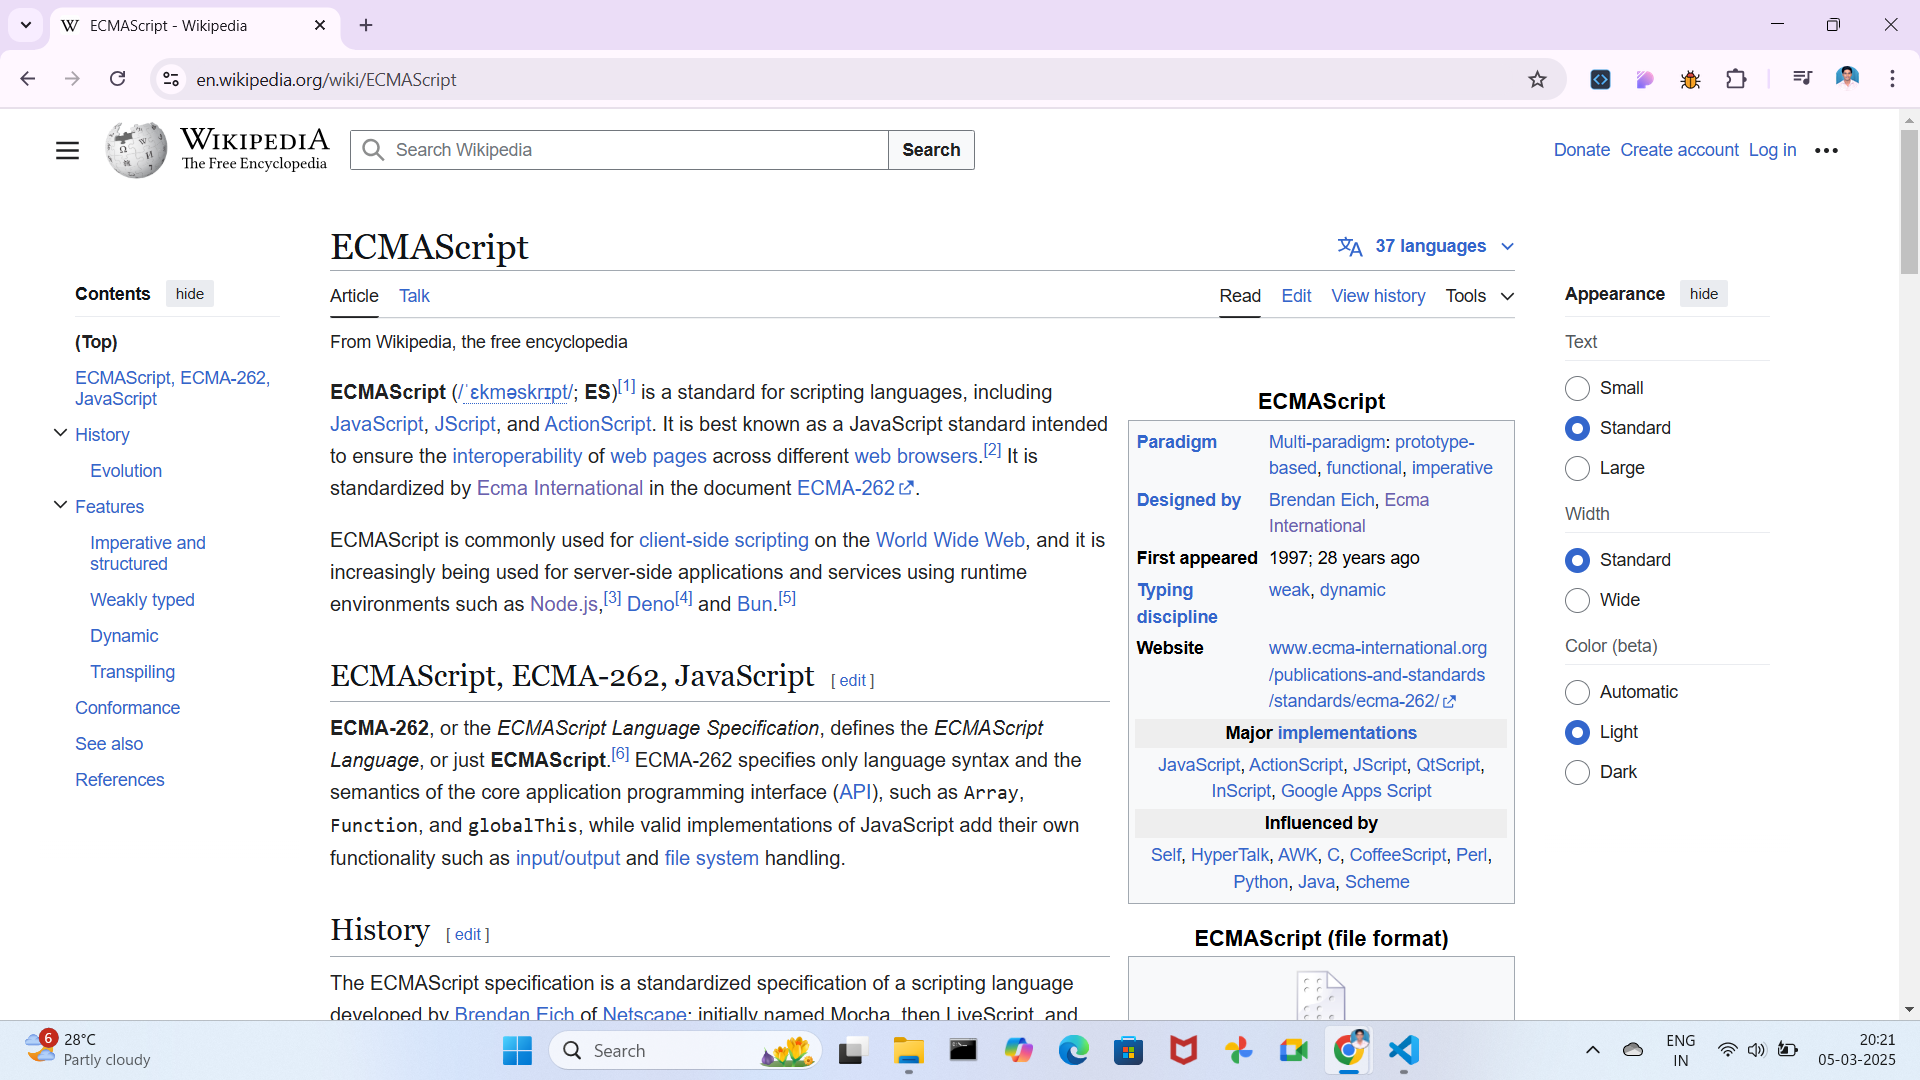 ECMAScript - Wikipedia
en.wikipedia.org/wiki/ECMAScript
WIKIPEDIA
The Free Encyclopedia
Search Wikipedia
Search
Donate Create account Log in
ECMAScript
37 languages
Contents hide
Article Talk
Read Edit View history Tools
Appearance hide
From Wikipedia, the free encyclopedia
(Top)
ECMAScript, ECMA-262,
JavaScript
History
Evolution
Features
Imperative and
structured
Weakly typed
Dynamic
Transpiling
Conformance
See also
References
ECMAScript (/ˈɛkməskrɪpt/; ES)[1] is a standard for scripting languages, including
JavaScript, JScript, and ActionScript. It is best known as a JavaScript standard intended
to ensure the interoperability of web pages across different web browsers.[2] It is
standardized by Ecma International in the document ECMA-262.
ECMAScript is commonly used for client-side scripting on the World Wide Web, and it is
increasingly being used for server-side applications and services using runtime
environments such as Node.js,[3] Deno[4] and Bun.[5]
ECMAScript, ECMA-262, JavaScript [ edit ]
ECMA-262, or the ECMAScript Language Specification, defines the ECMAScript
Language, or just ECMAScript.[6] ECMA-262 specifies only language syntax and the
semantics of the core application programming interface (API), such as Array,
Function, and globalThis, while valid implementations of JavaScript add their own
functionality such as input/output and file system handling.
History [ edit ]
The ECMAScript specification is a standardized specification of a scripting language
developed by Brendan Eich of Netscape; initially named Mocha, then LiveScript, and
ECMAScript
Paradigm Multi-paradigm: prototype-
based, functional, imperative
Designed by Brendan Eich, Ecma
International
First appeared 1997; 28 years ago
Typing weak, dynamic
discipline
Website www.ecma-international.org
/publications-and-standards
/standards/ecma-262/
Major implementations
JavaScript, ActionScript, JScript, QtScript,
InScript, Google Apps Script
Influenced by
Self, HyperTalk, AWK, C, CoffeeScript, Perl,
Python, Java, Scheme
ECMAScript (file format)
Text
Small
Standard
Large
Width
Standard
Wide
Color (beta)
Automatic
Light
Dark
6
28°C
Partly cloudy
Search
ENG
IN
20:21
05-03-2025